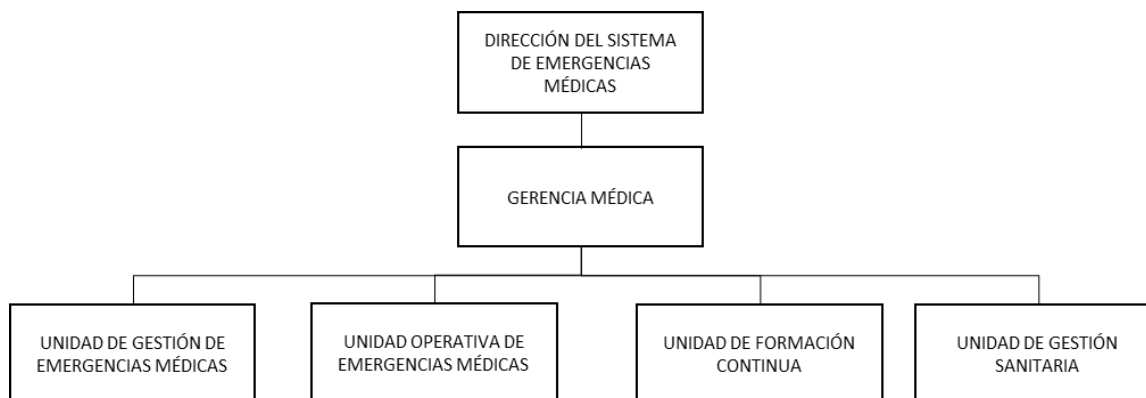 DIRECCIÓN DEL SISTEMA
DE EMERGENCIAS
MÉDICAS
GERENCIA MÉDICA
UNIDAD DE GESTIÓN DE
EMERGENCIAS MÉDICAS
UNIDAD OPERATIVA DE
EMERGENCIAS MÉDICAS
UNIDAD DE FORMACIÓN
CONTINUA
UNIDAD DE GESTIÓN
SANITARIA